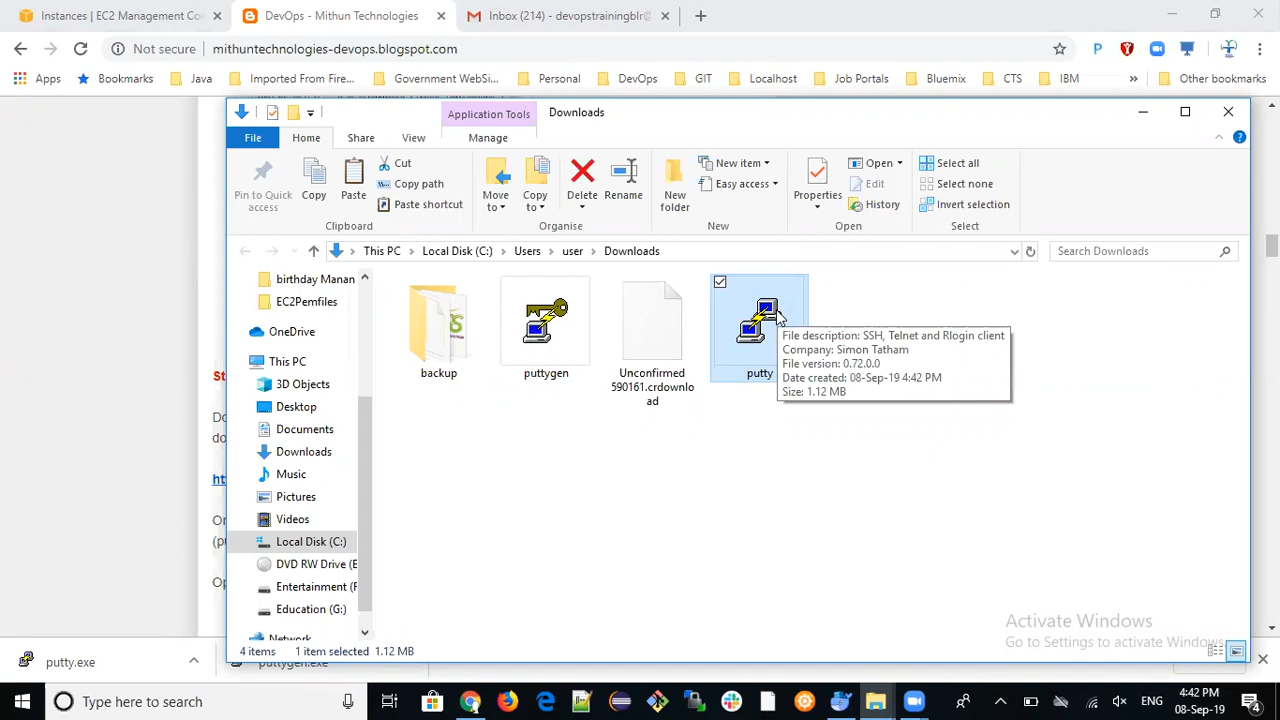 Instances | EC2 Management Co
DevOps - Mithun Technologies
Inbox (214) - devopstrainingblr@
Not secure
mithuntechnologies-devops.blogspot.com
Apps
Bookmarks
Java
Imported From Fire...
Government WebSi...
Personal
DevOps
GIT
Localhost
Job Portals
Bluemix
CTS
IBM
Other bookmarks
Application Tools
Downloads
File
Home
Share
View
Manage
Pin to Quick access
Copy
Paste
Cut
Copy path
Paste shortcut
Clipboard
Move to
Copy to
Delete
Rename
Organise
New folder
New item
Easy access
New
Properties
Open
Edit
History
Open
Select all
Select none
Invert selection
Select
This PC
Local Disk (C:)
Users
user
Downloads
Search Downloads
birthday Manan
EC2Pemfiles
OneDrive
This PC
3D Objects
Desktop
Documents
Downloads
Music
Pictures
Videos
Local Disk (C:)
DVD RW Drive (E
Entertainment (F
Education (G:)
Network
backup
puttygen
Unconfirmed
590161.crdownlo
ad
putty
File description: SSH, Telnet and Rlogin client
Company: Simon Tatham
File version: 0.72.0.0
Date created: 08-Sep-19 4:42 PM
Size: 1.12 MB
4 items
1 item selected 1.12 MB
Activate Windows
Go to Settings to activate Windows
putty.exe
puttygen.exe
Type here to search
ENG
4:42 PM
08-Sep-19
4